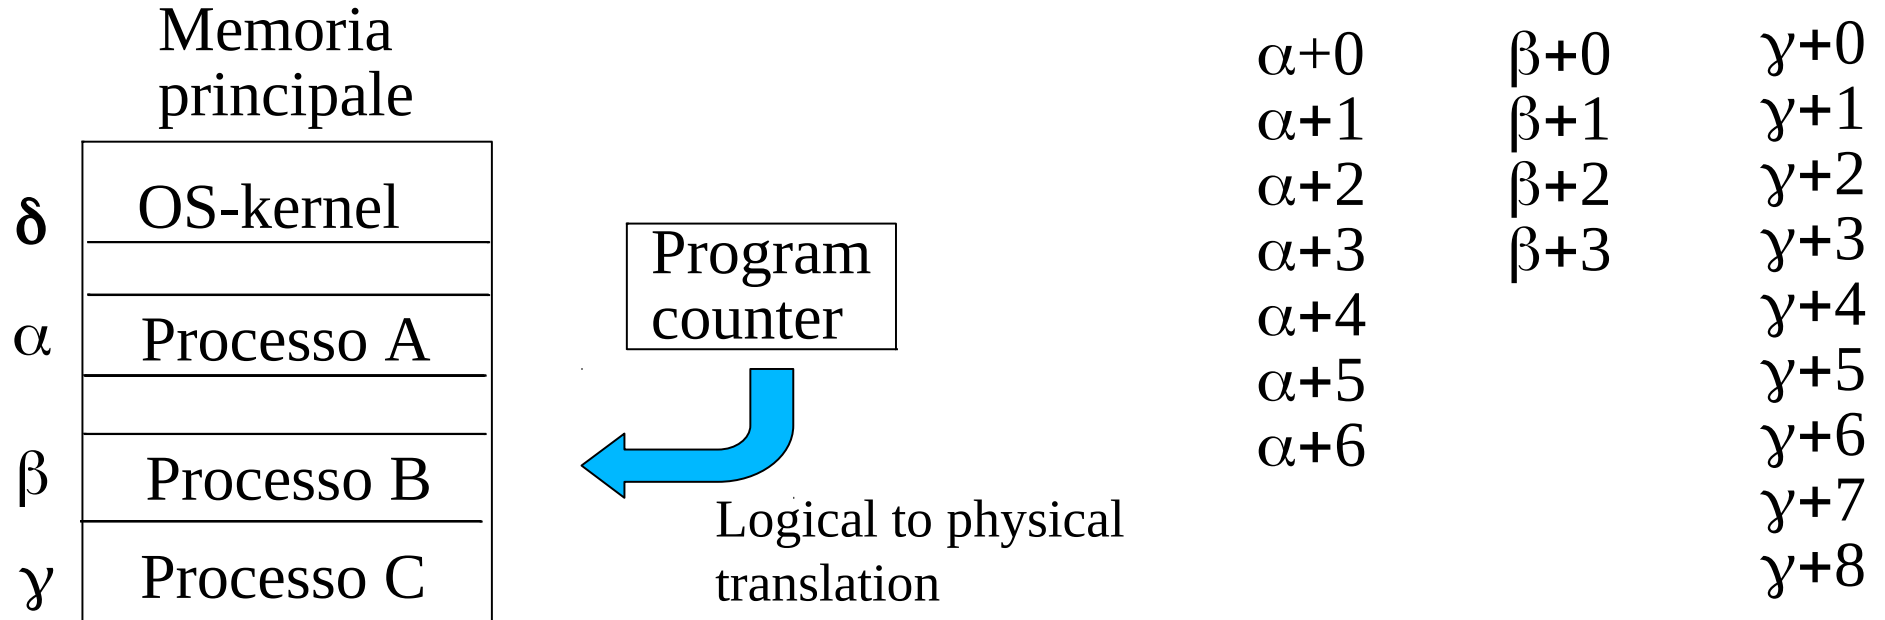 Memoria
principale
δ
OS-kernel
α
Processo A
β
Processo B
γ
Processo C
Program
counter
Logical to physical
translation
α+0
α+1
α+2
α+3
α+4
α+5
α+6
β+0
β+1
β+2
β+3
γ+0
γ+1
γ+2
γ+3
γ+4
γ+5
γ+6
γ+7
γ+8